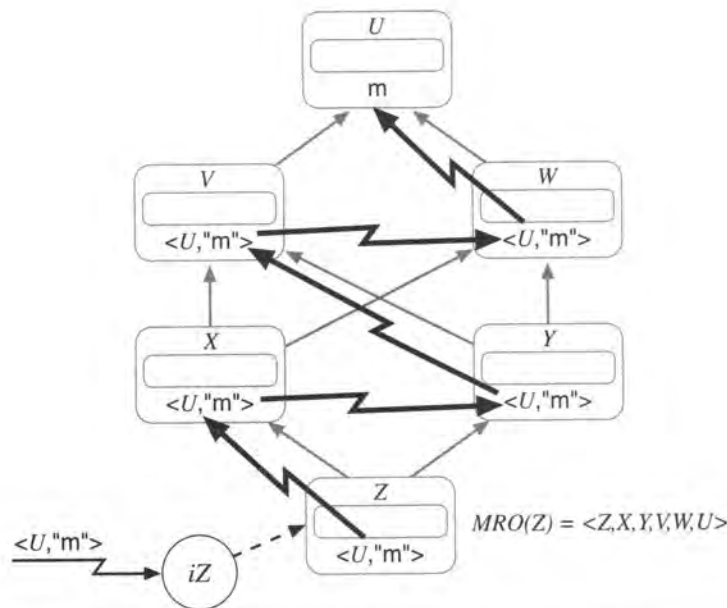 U
m
V
<U,"m">
W
<U,"m">
X
<U,"m">
Y
<U,"m">
Z
<U,"m">
MRO(Z) = <Z,X,Y,V,W,U>
<U,"m">
iZ